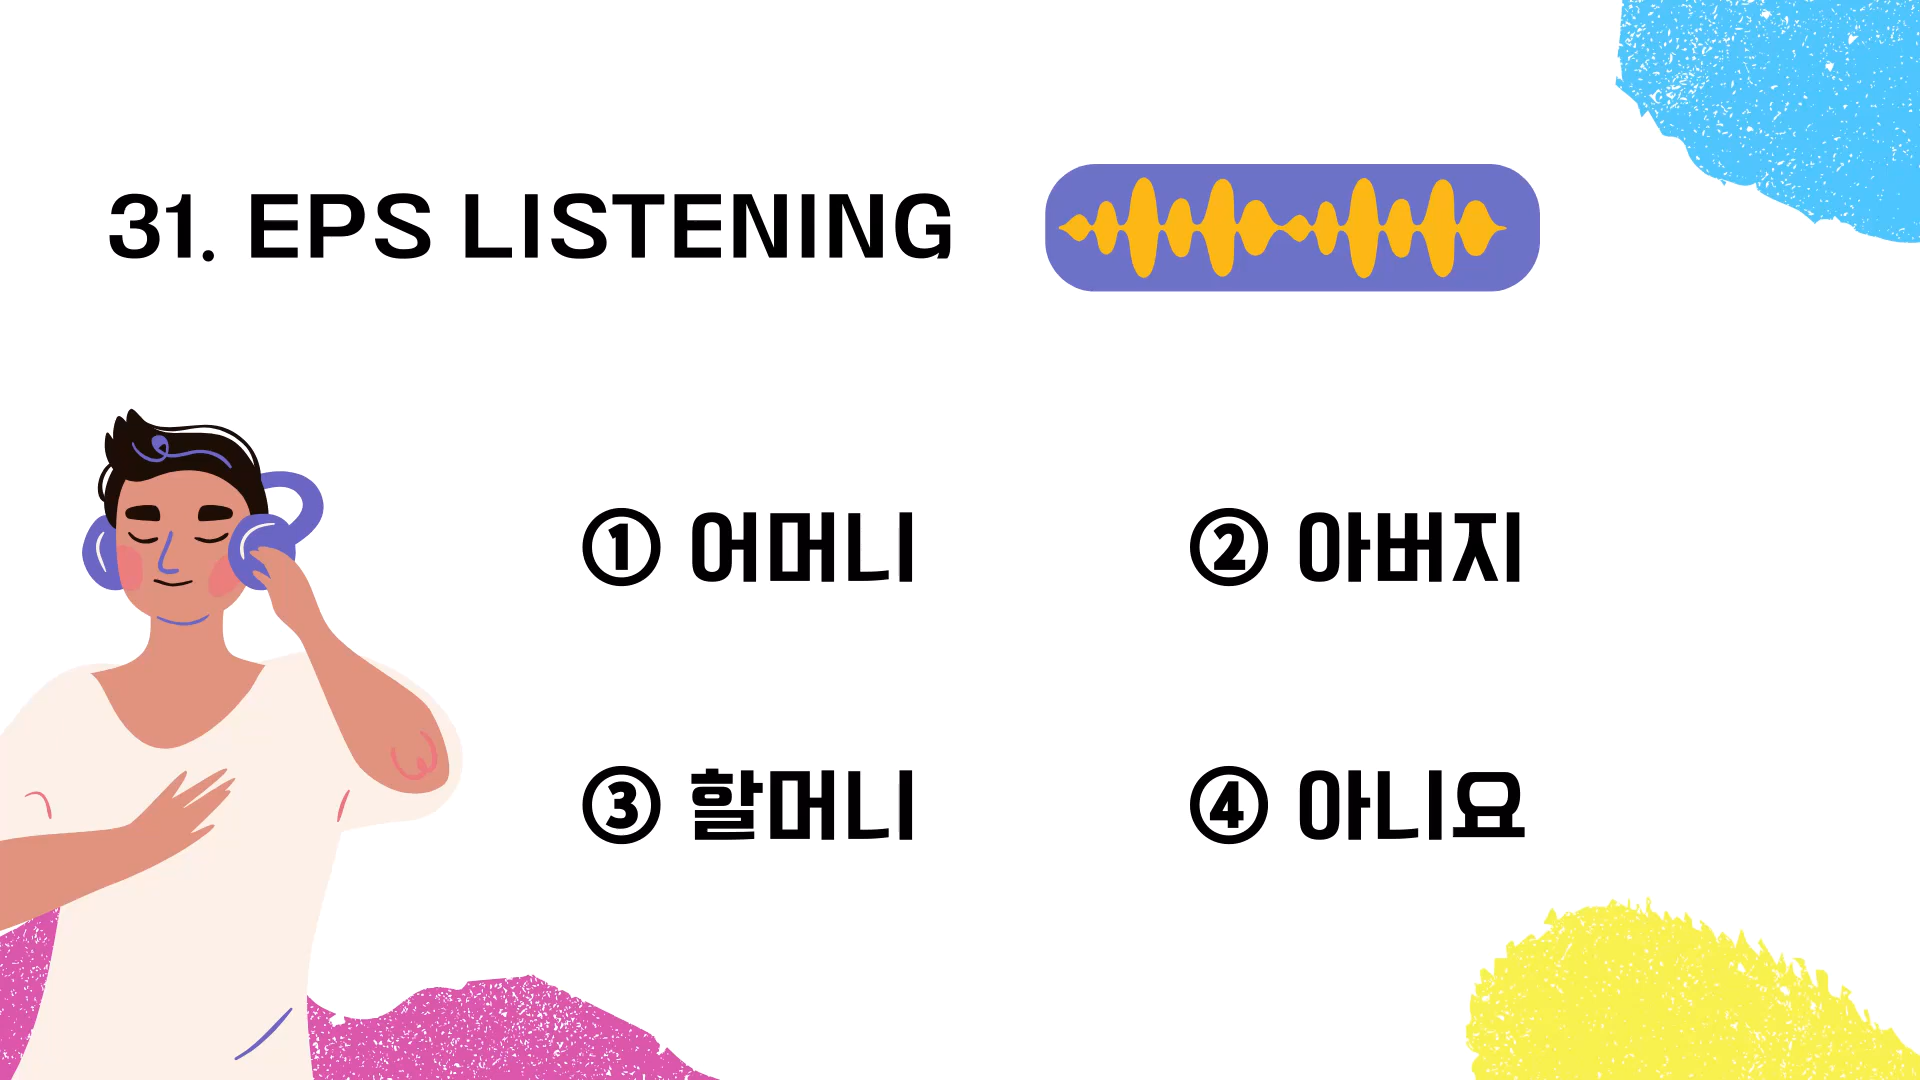 31. EPS LISTENING
① 어머니 ② 아버지
③ 할머니 ④ 아니요